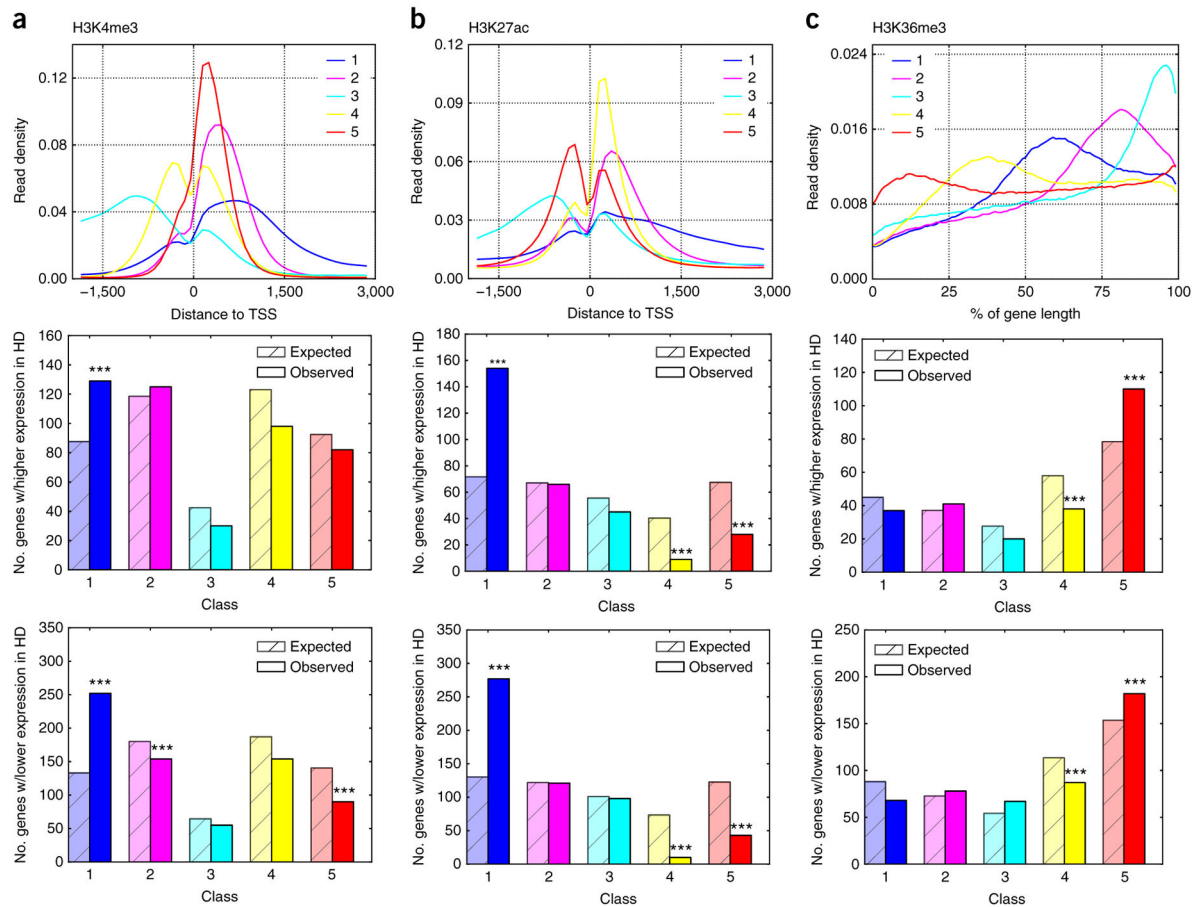 a
H3K4me3
Read density
0.12
0.08
0.04
0.00
1
2
3
4
5
−1,500
0
1,500
3,000
Distance to TSS
b
H3K27ac
Read density
0.12
0.09
0.06
0.03
0.00
1
2
3
4
5
−1,500
0
1,500
3,000
Distance to TSS
c
H3K36me3
Read density
0.024
0.016
0.008
0.000
1
2
3
4
5
0
25
50
75
100
% of gene length
No. genes w/higher expression in HD
160
140
120
100
80
60
40
20
0
Expected
Observed
***
1 2 3 4 5
Class
No. genes w/higher expression in HD
180
160
140
120
100
80
60
40
20
0
Expected
Observed
***
***
***
1 2 3 4 5
Class
No. genes w/higher expression in HD
140
120
100
80
60
40
20
0
Expected
Observed
***
***
1 2 3 4 5
Class
No. genes w/lower expression in HD
350
300
250
200
150
100
50
0
Expected
Observed
***
***
***
1 2 3 4 5
Class
No. genes w/lower expression in HD
350
300
250
200
150
100
50
0
Expected
Observed
***
***
***
1 2 3 4 5
Class
No. genes w/lower expression in HD
250
200
150
100
50
0
Expected
Observed
***
***
1 2 3 4 5
Class